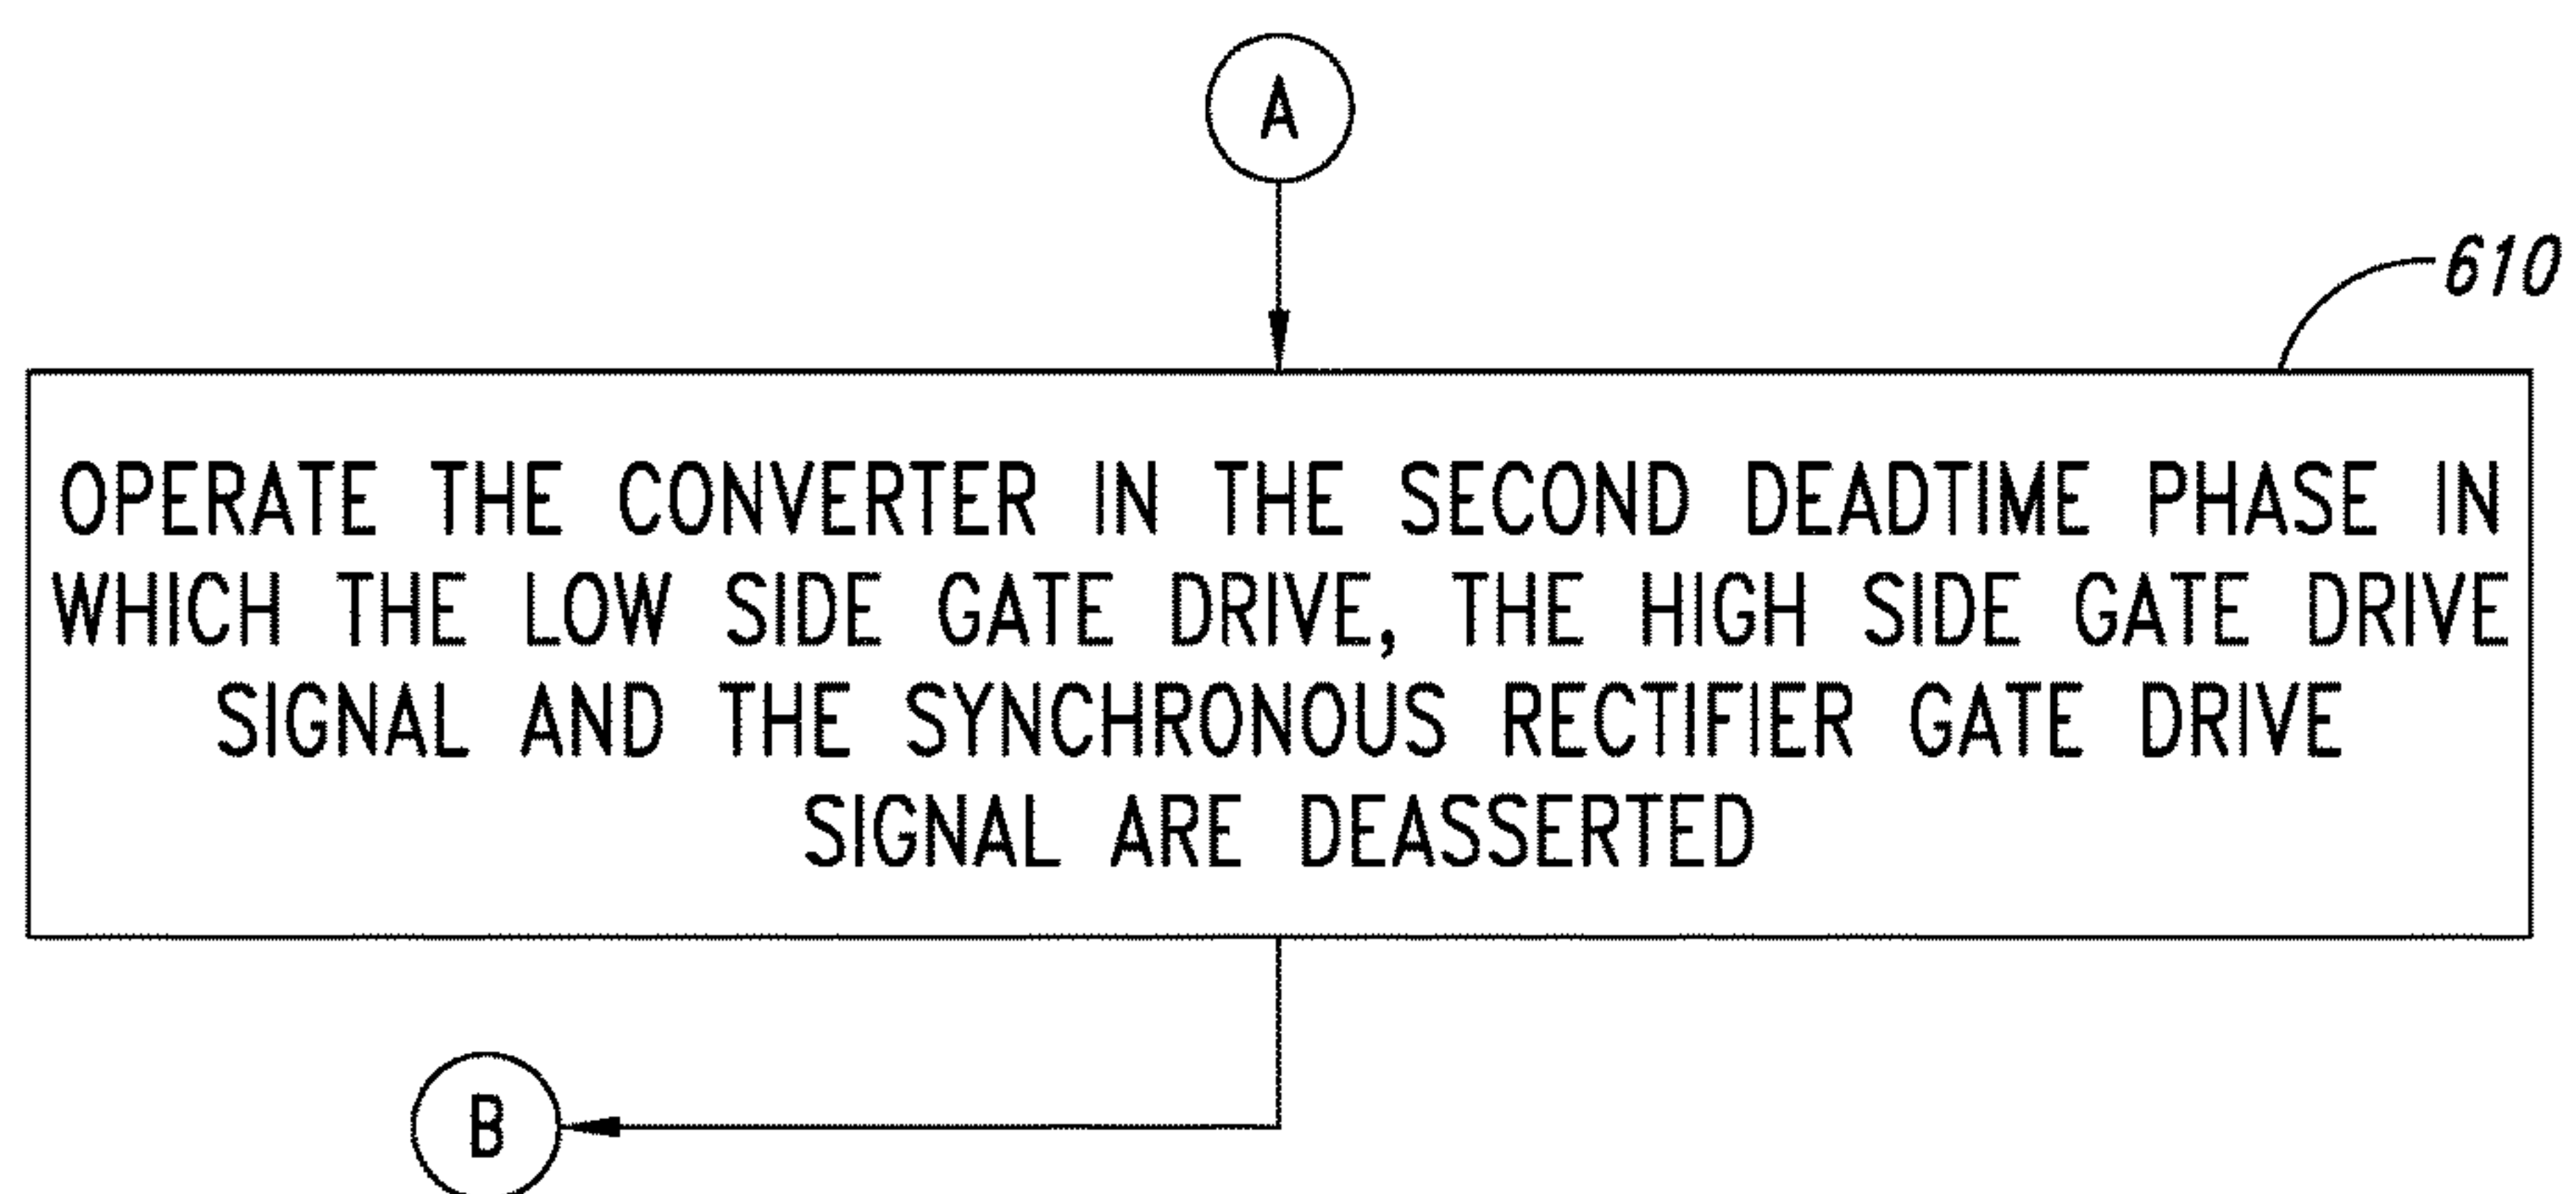 A
610
OPERATE THE CONVERTER IN THE SECOND DEADTIME PHASE IN
WHICH THE LOW SIDE GATE DRIVE, THE HIGH SIDE GATE DRIVE
SIGNAL AND THE SYNCHRONOUS RECTIFIER GATE DRIVE
SIGNAL ARE DEASSERTED
B